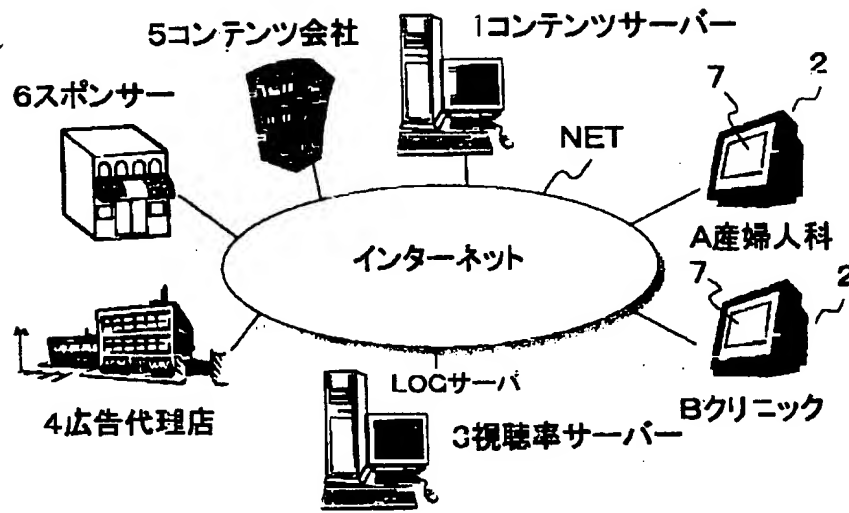 5コンテンツ会社
1コンテンツサーバー
6スポンサー
7
2
NET
A産婦人科
インターネット
7
2
LOGサーバ
Bクリニック
4広告代理店
3視聴率サーバー